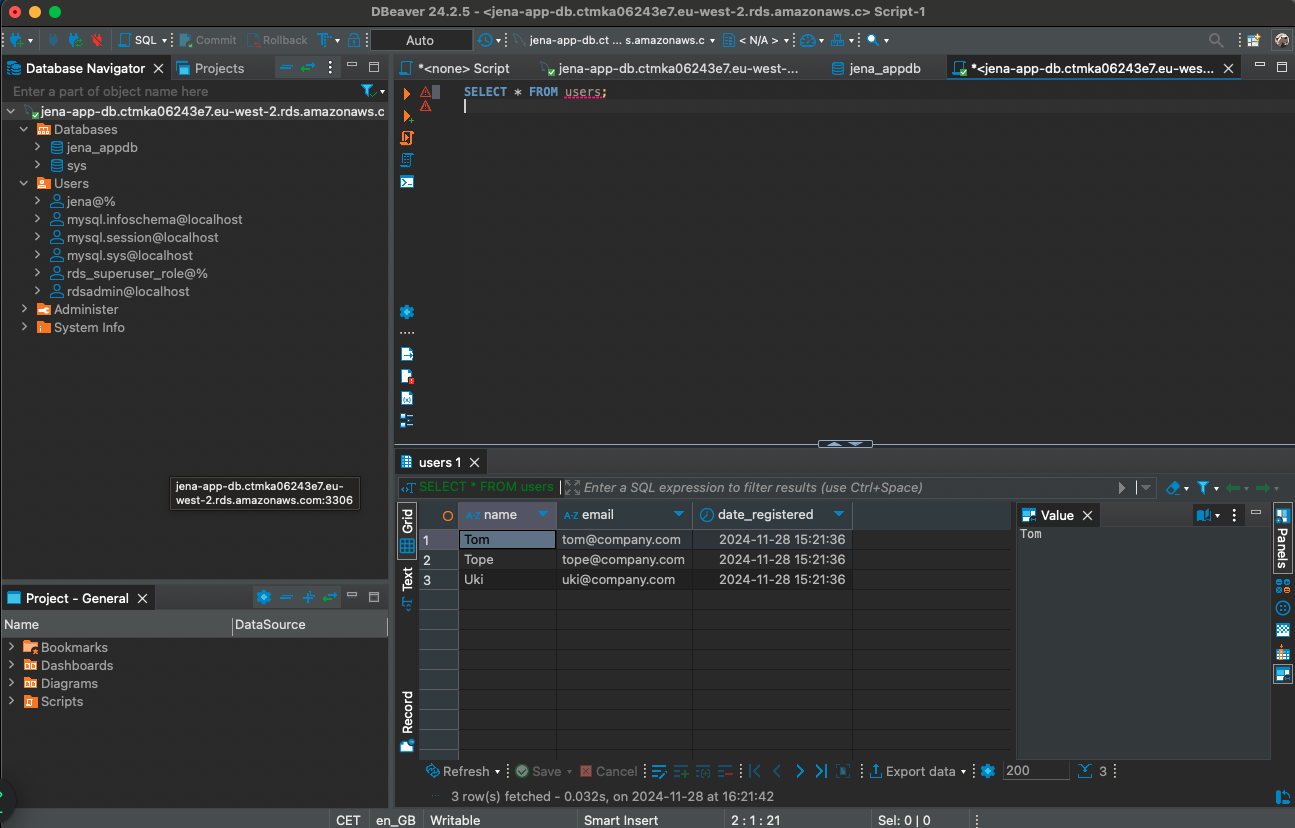 DBeaver 24.2.5 - <jena-app-db.ctmka06243e7.eu-west-2.rds.amazonaws.c> Script-1
SQL
Commit
Rollback
Auto
jena-app-db.ct ... s.amazonaws.c
< N/A >
Database Navigator
Projects
*<none> Script
jena-app-db.ctmka06243e7.eu-west-...
jena_appdb
*<jena-app-db.ctmka06243e7.eu-wes...
Enter a part of object name here
jena-app-db.ctmka06243e7.eu-west-2.rds.amazonaws.c
Databases
jena_appdb
sys
Users
jena@%
mysql.infoschema@localhost
mysql.session@localhost
mysql.sys@localhost
rds_superuser_role@%
rdsadmin@localhost
Administer
System Info
jena-app-db.ctmka06243e7.eu-
west-2.rds.amazonaws.com:3306
SELECT * FROM users;
Project - General
Name DataSource
Bookmarks
Dashboards
Diagrams
Scripts
users 1
SELECT * FROM users
Enter a SQL expression to filter results (use Ctrl+Space)
Grid
Text
Record
name email date_registered
1 Tom tom@company.com 2024-11-28 15:21:36
2 Tope tope@company.com 2024-11-28 15:21:36
3 Uki uki@company.com 2024-11-28 15:21:36
Value
Tom
Panels
Refresh Save Cancel Export data 200 3
3 row(s) fetched - 0.032s, on 2024-11-28 at 16:21:42
CET en_GB Writable Smart Insert 2 : 1 : 21 Sel: 0 | 0